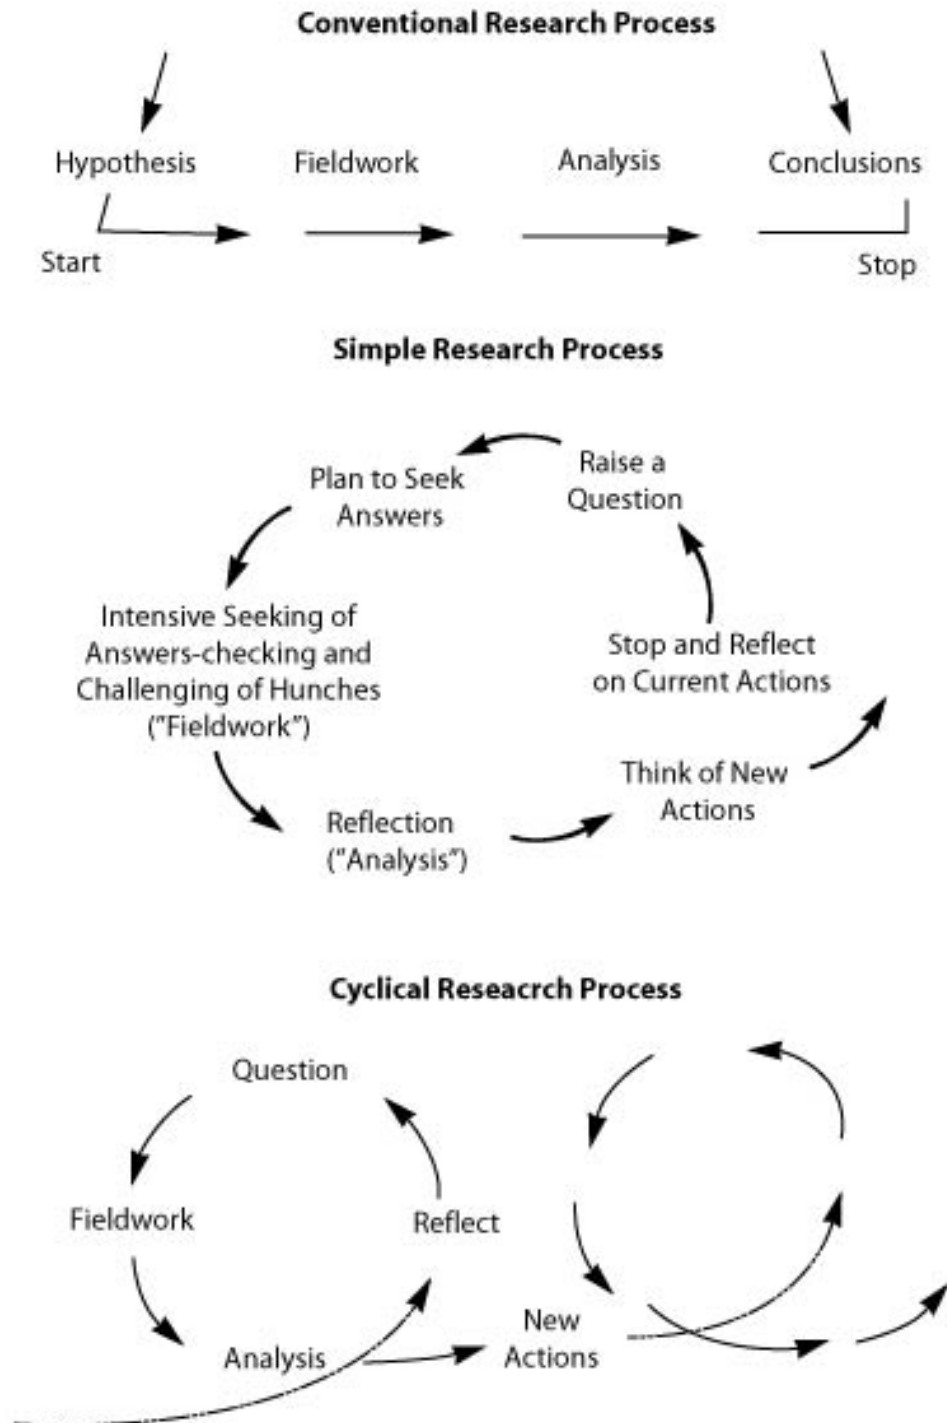 Conventional Research Process
Hypothesis
Fieldwork
Analysis
Conclusions
Start
Stop
Simple Research Process
Raise a
Question
Plan to Seek
Answers
Intensive Seeking of
Answers-checking and
Challenging of Hunches
("Fieldwork")
Reflection
("Analysis")
Think of New
Actions
Stop and Reflect
on Current Actions
Cyclical Reseacrch Process
Question
Fieldwork
Reflect
Analysis
New
Actions